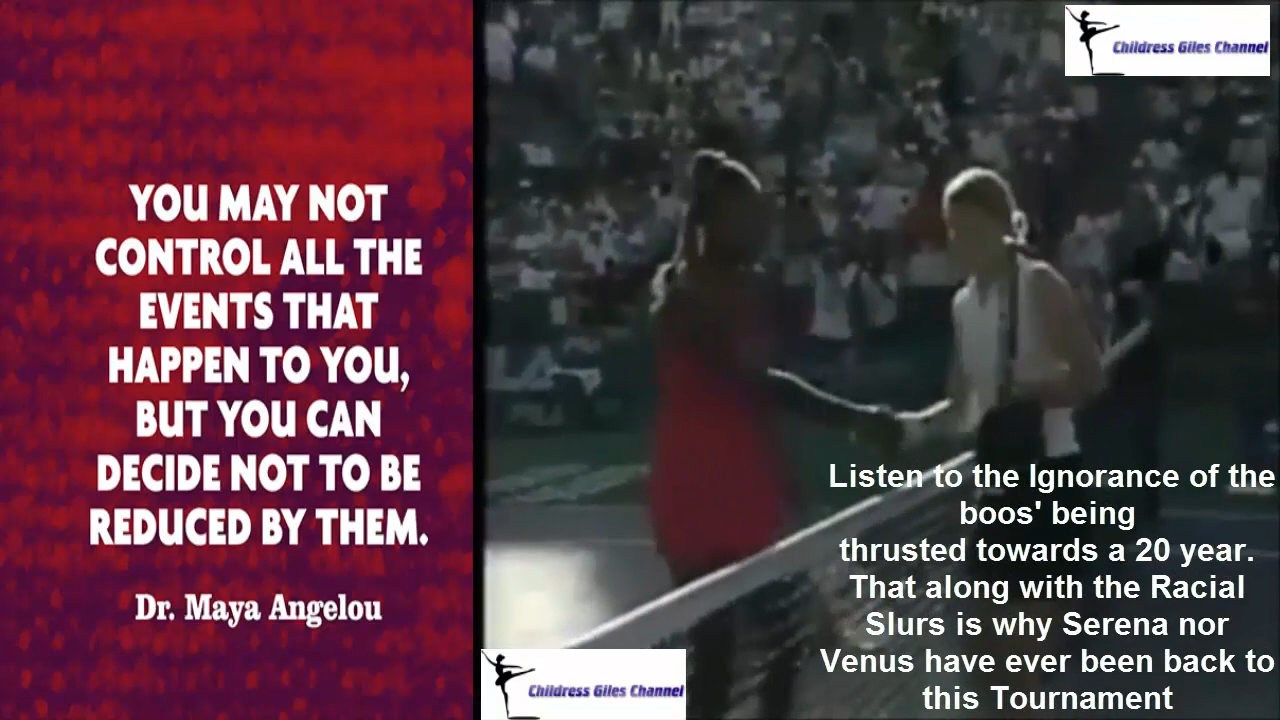 YOU MAY NOT
CONTROL ALL THE
EVENTS THAT
HAPPEN TO YOU,
BUT YOU CAN
DECIDE NOT TO BE
REDUCED BY THEM.
Dr. Maya Angelou
Childress Giles Channel
Listen to the Ignorance of the
boos' being
thrusted towards a 20 year.
That along with the Racial
Slurs is why Serena nor
Venus have ever been back to
this Tournament
Childress Giles Channel